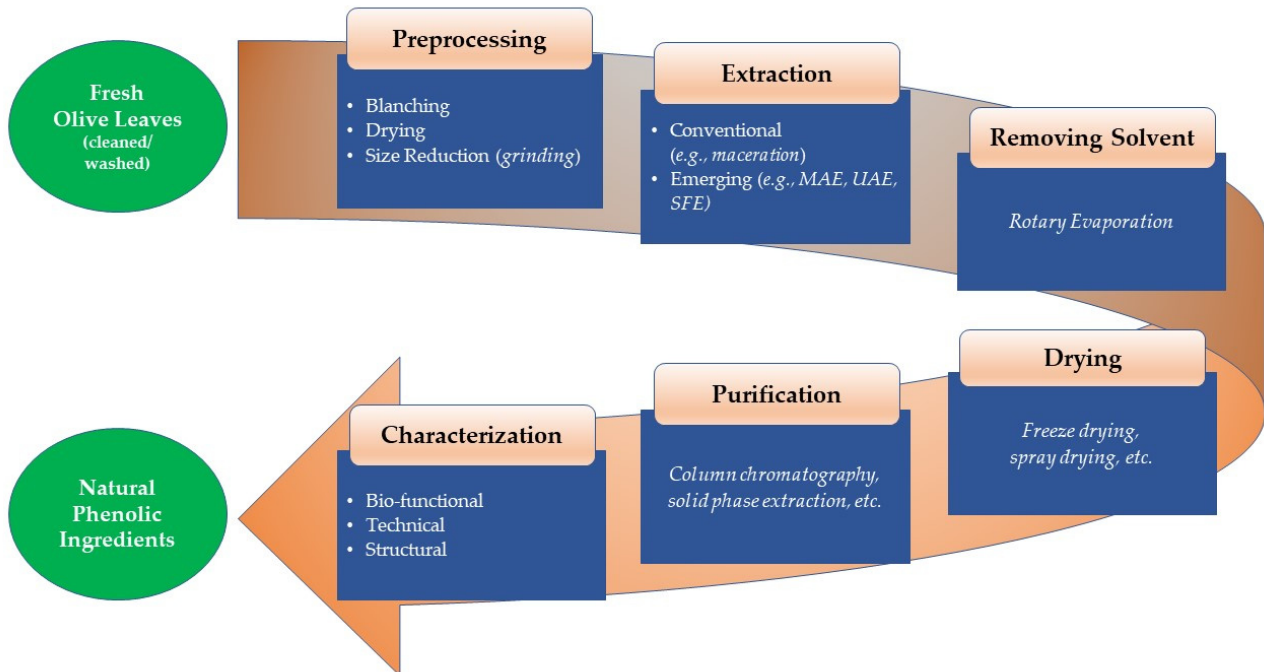 Fresh
Olive Leaves
(cleaned/
washed)
Preprocessing
• Blanching
• Drying
• Size Reduction (grinding)
Extraction
• Conventional
(e.g., maceration)
• Emerging (e.g., MAE, UAE,
SFE)
Removing Solvent
Rotary Evaporation
Drying
Freeze drying,
spray drying, etc.
Purification
Column chromatography,
solid phase extraction, etc.
Characterization
• Bio-functional
• Technical
• Structural
Natural
Phenolic
Ingredients